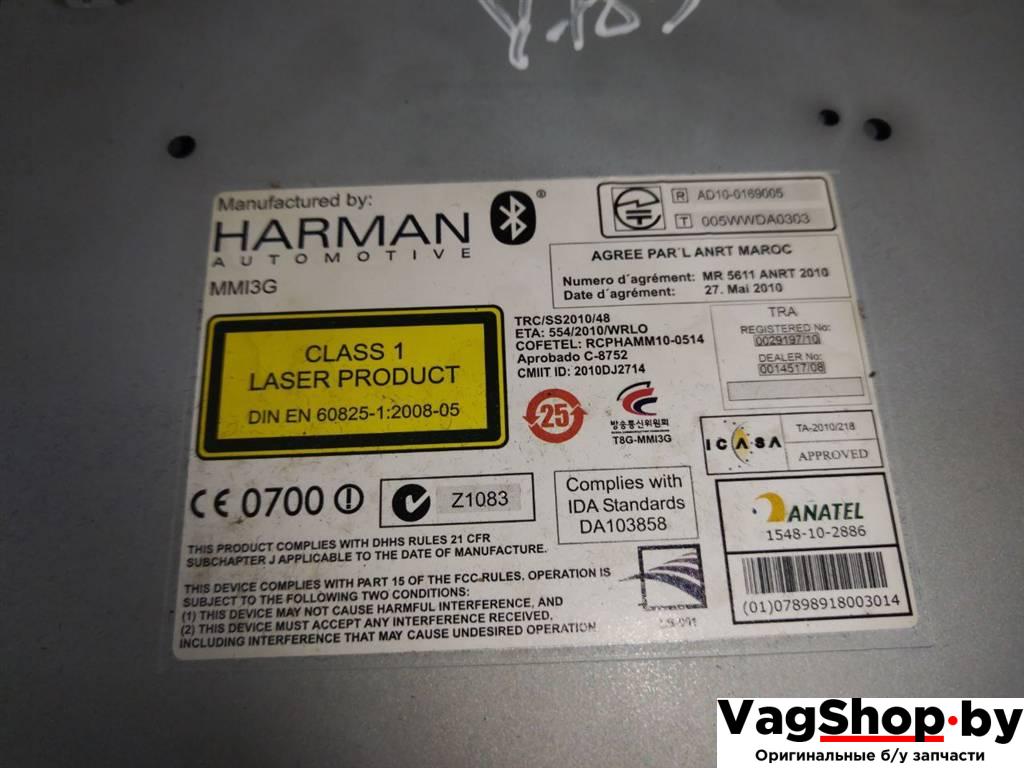 Manufactured by:
HARMAN
AUTOMOTIVE
MMI3G
R AD10-0169005
T 005WWDA0303
AGREE PAR´L ANRT MAROC
Numero d´agrément: MR 5611 ANRT 2010
Date d´agrément: 27. Mai 2010
CLASS 1
LASER PRODUCT
DIN EN 60825-1:2008-05
TRC/SS2010/48
ETA: 554/2010/WRLO
COFETEL: RCPHAMM10-0514
Aprobado C-8752
CMIIT ID: 2010DJ2714
TRA
REGISTERED No:
0029197/10
DEALER No:
0014517/08
25
방송통신위원회
T8G-MMI3G
ICASA
TA-2010/218
APPROVED
CE 0700
Z1083
Complies with
IDA Standards
DA103858
ANATEL
1548-10-2886
(01)07898918003014
THIS PRODUCT COMPLIES WITH DHHS RULES 21 CFR
SUBCHAPTER J APPLICABLE TO THE DATE OF MANUFACTURE.
THIS DEVICE COMPLIES WITH PART 15 OF THE FCC RULES. OPERATION IS
SUBJECT TO THE FOLLOWING TWO CONDITIONS:
(1) THIS DEVICE MAY NOT CAUSE HARMFUL INTERFERENCE, AND
(2) THIS DEVICE MUST ACCEPT ANY INTERFERENCE RECEIVED,
INCLUDING INTERFERENCE THAT MAY CAUSE UNDESIRED OPERATION
VagShop.by
Оригинальные б/у запчасти